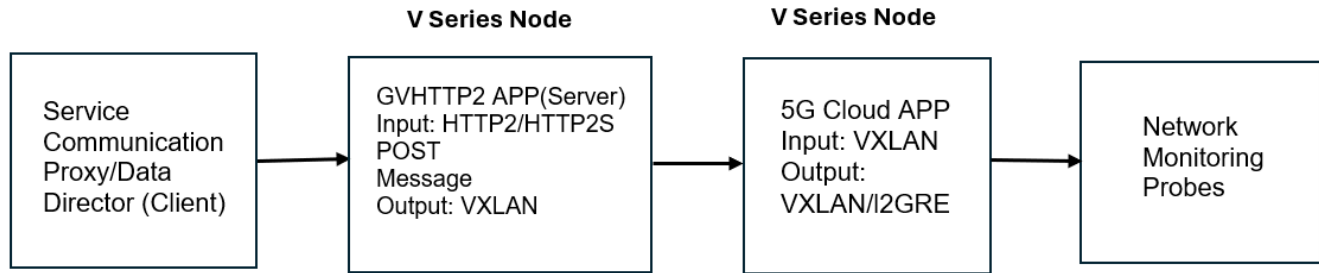 V Series Node
V Series Node
Service
Communication
Proxy/Data
Director (Client)
GVHTTP2 APP(Server)
Input: HTTP2/HTTP2S
POST
Message
Output: VXLAN
5G Cloud APP
Input: VXLAN
Output:
VXLAN/l2GRE
Network
Monitoring
Probes